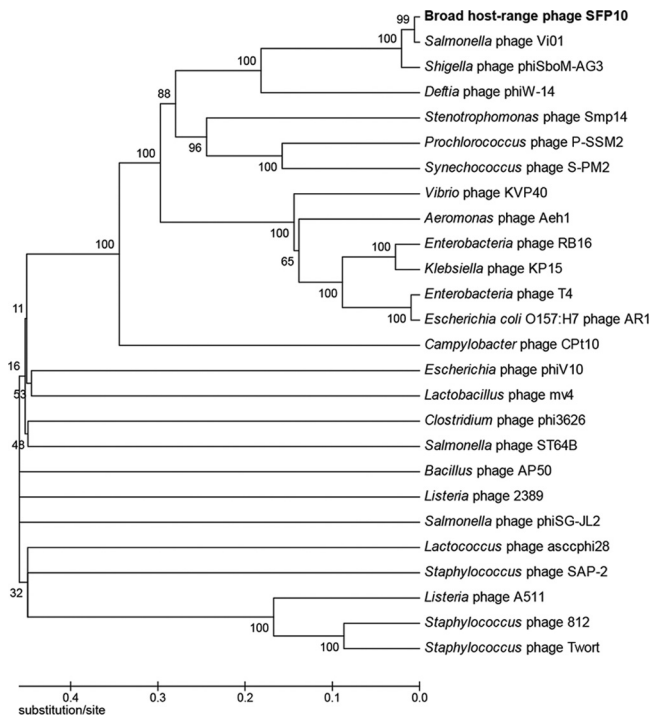 99 Broad host-range phage SFP10
100 Salmonella phage Vi01
100 Shigella phage phiSboM-AG3
88 Deftia phage phiW-14
Stenotrophomonas phage Smp14
96 Prochlorococcus phage P-SSM2
100 100 Synechococcus phage S-PM2
Vibrio phage KVP40
100 Aeromonas phage Aeh1
100 65 100 Enterobacteria phage RB16
Klebsiella phage KP15
100 Enterobacteria phage T4
11 100 Escherichia coli O157:H7 phage AR1
Campylobacter phage CPt10
16 Escherichia phage phiV10
53 Lactobacillus phage mv4
Clostridium phage phi3626
48 Salmonella phage ST64B
Bacillus phage AP50
Listeria phage 2389
Salmonella phage phiSG-JL2
Lactococcus phage asccphi28
Staphylococcus phage SAP-2
32 Listeria phage A511
100 Staphylococcus phage 812
100 Staphylococcus phage Twort
0.4 0.3 0.2 0.1 0.0
substitution/site